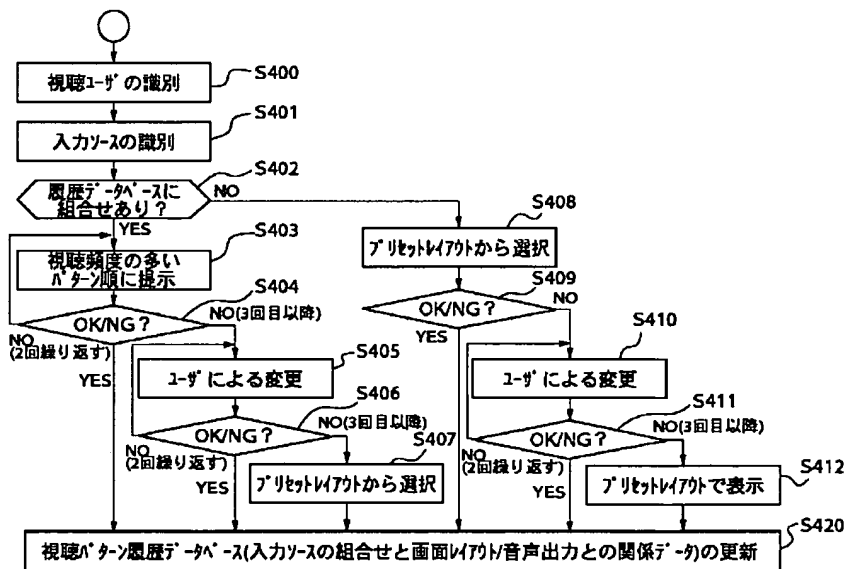 S400
視聴ﾕｰｻﾞの識別
S401
入力ｿｰｽの識別
S402
履歴ﾃﾞｰﾀﾍﾞｰｽに
組合せあり？
NO
YES
S403
視聴頻度の多い
ﾊﾟﾀｰﾝ順に提示
S404
OK/NG？
NO(3回目以降)
NO
(2回繰り返す)
YES
S405
ﾕｰｻﾞによる変更
S406
OK/NG？
NO(3回目以降)
NO
(2回繰り返す)
YES
S407
ﾌﾟﾘｾｯﾄﾚｲｱｳﾄから選択
S408
ﾌﾟﾘｾｯﾄﾚｲｱｳﾄから選択
S409
OK/NG？
NO
YES
S410
ﾕｰｻﾞによる変更
S411
OK/NG？
NO(3回目以降)
NO
(2回繰り返す)
YES
S412
ﾌﾟﾘｾｯﾄﾚｲｱｳﾄで表示
S420
視聴ﾊﾟﾀｰﾝ履歴ﾃﾞｰﾀﾍﾞｰｽ(入力ｿｰｽの組合せと画面ﾚｲｱｳﾄ/音声出力との関係ﾃﾞｰﾀ)の更新